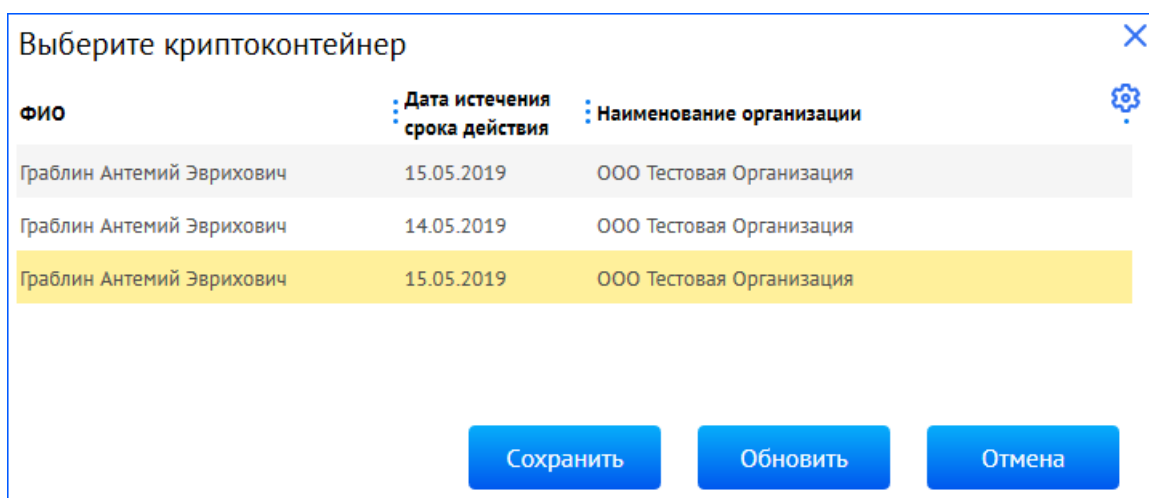 Выберите криптоконтейнер
ФИО Дата истечения срока действия Наименование организации
Граблин Антемий Эврихович 15.05.2019 ООО Тестовая Организация
Граблин Антемий Эврихович 14.05.2019 ООО Тестовая Организация
Граблин Антемий Эврихович 15.05.2019 ООО Тестовая Организация
Сохранить Обновить Отмена